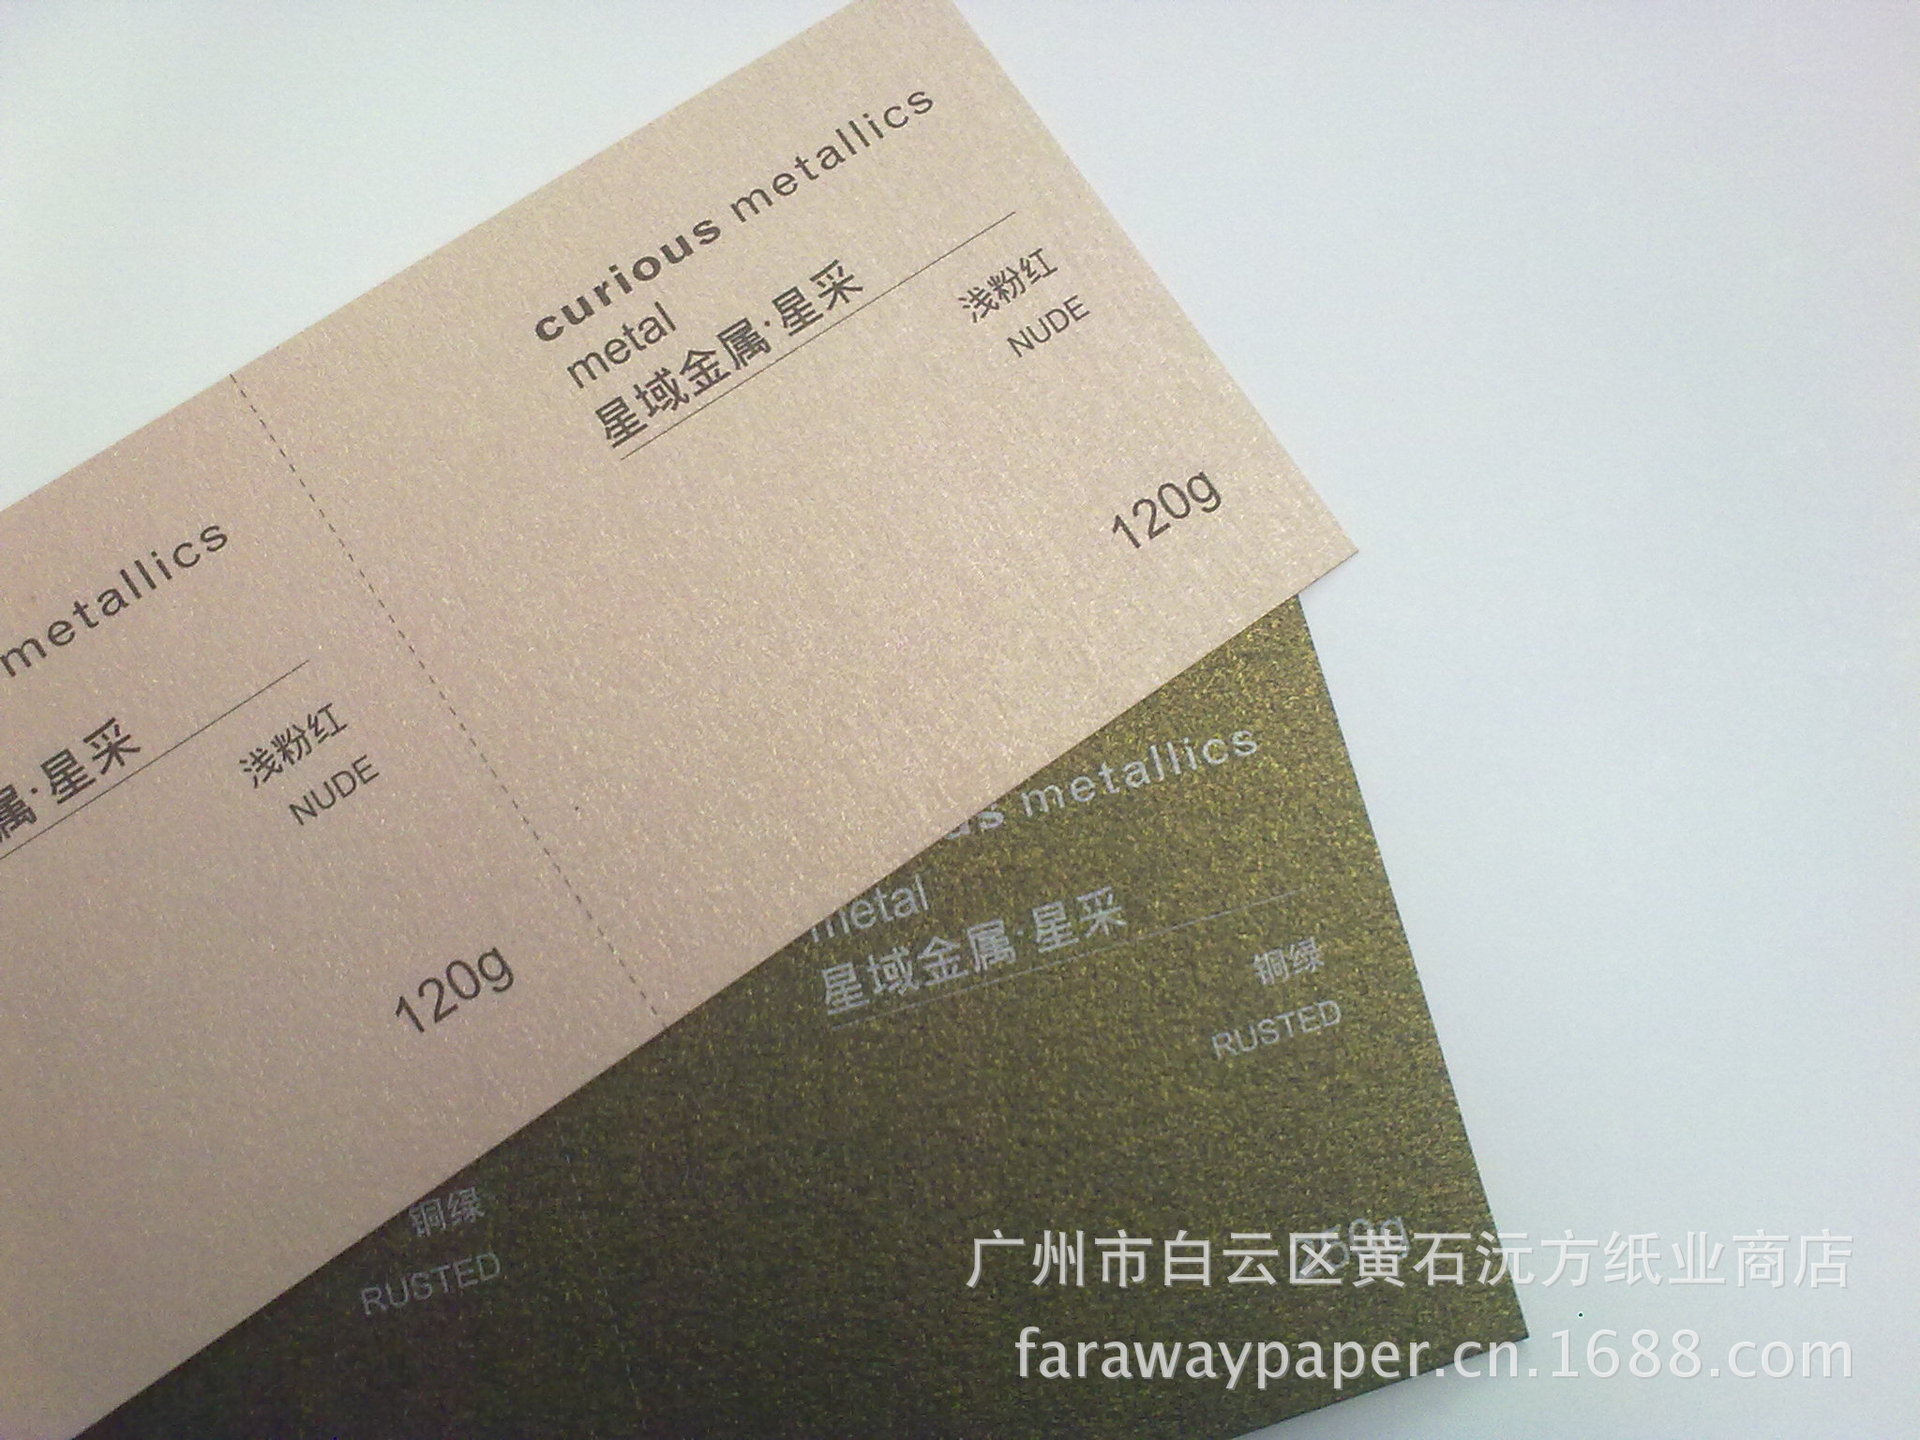 curious metallics
metal
星域金属·星采
浅粉红
NUDE
120g
metallics
属·星采
浅粉红
NUDE
120g
us metallics
metal
星域金属·星采
铜绿
RUSTED
铜绿
RUSTED
广州市白云区黄石沅方纸业商店
farawaypaper.cn.1688.com